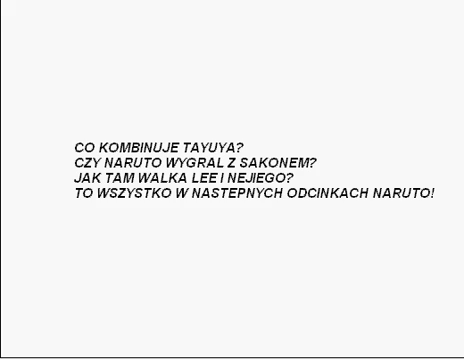 CO KOMBINUJE TAYUYA?
CZY NARUTO WYGRAL Z SAKONEM?
JAK TAM WALKA LEE I NEJIEGO?
TO WSZYSTKO W NASTEPNYCH ODCINKACH NARUTO!